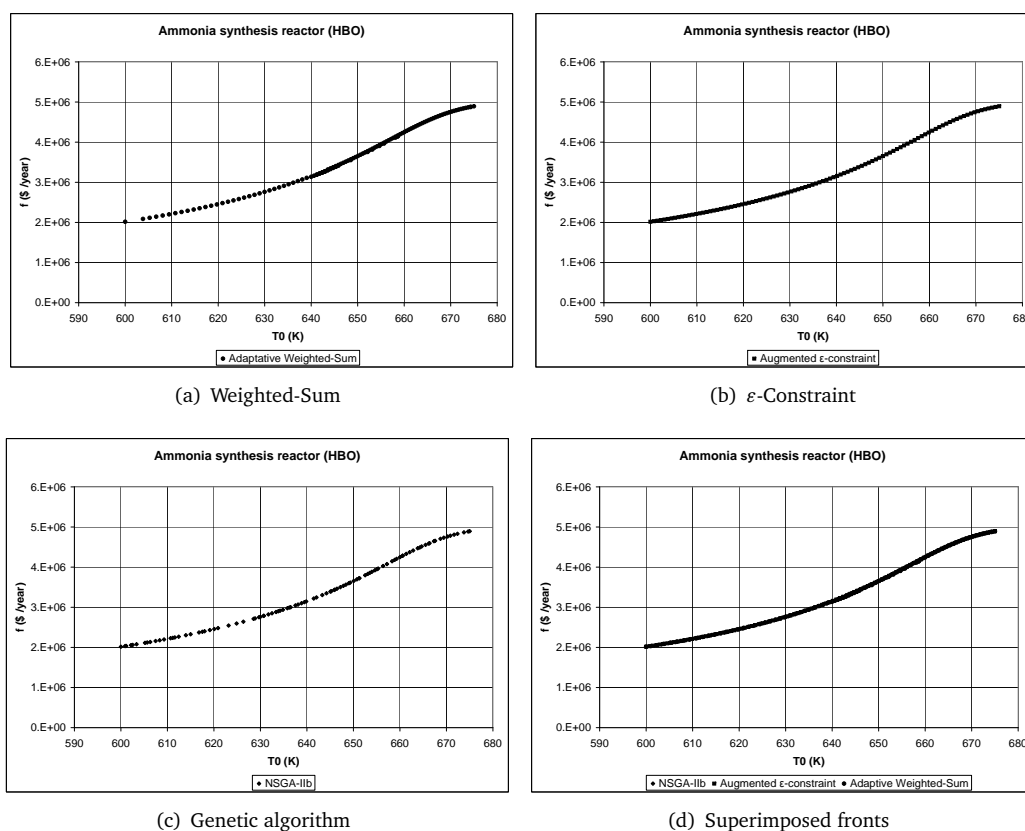 Ammonia synthesis reactor (HBO)
6.E+06
5.E+06
4.E+06
3.E+06
2.E+06
1.E+06
0.E+00
f ($ /year)
590 600 610 620 630 640 650 660 670 680
T0 (K)
Adaptative Weighted-Sum
(a) Weighted-Sum
Ammonia synthesis reactor (HBO)
6.E+06
5.E+06
4.E+06
3.E+06
2.E+06
1.E+06
0.E+00
f ($ /year)
590 600 610 620 630 640 650 660 670 680
T0 (K)
Augmented ε-constraint
(b) ε-Constraint
Ammonia synthesis reactor (HBO)
6.E+06
5.E+06
4.E+06
3.E+06
2.E+06
1.E+06
0.E+00
f ($ /year)
590 600 610 620 630 640 650 660 670 680
T0 (K)
NSGA-IIb
(c) Genetic algorithm
Ammonia synthesis reactor (HBO)
6.E+06
5.E+06
4.E+06
3.E+06
2.E+06
1.E+06
0.E+00
f ($ /year)
590 600 610 620 630 640 650 660 670 680
T0 (K)
NSGA-IIb Augmented ε-constraint Adaptive Weighted-Sum
(d) Superimposed fronts